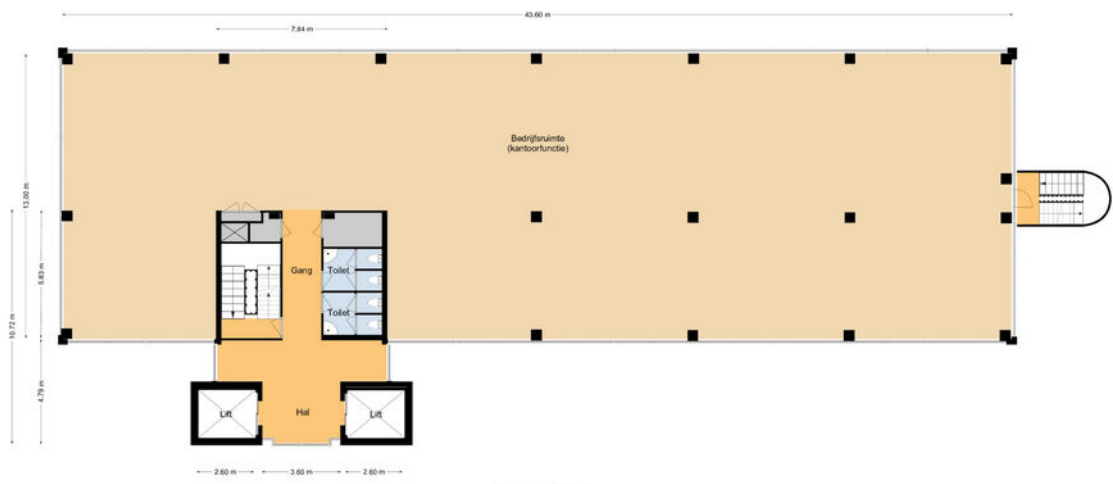 43.60 m
7.84 m
Bedrijfsruimte
(kantoorfunctie)
13.00 m
10.72 m
5.83 m
4.79 m
Gang
Toilet
Toilet
Lift
Hal
Lift
2.60 m
3.60 m
2.60 m